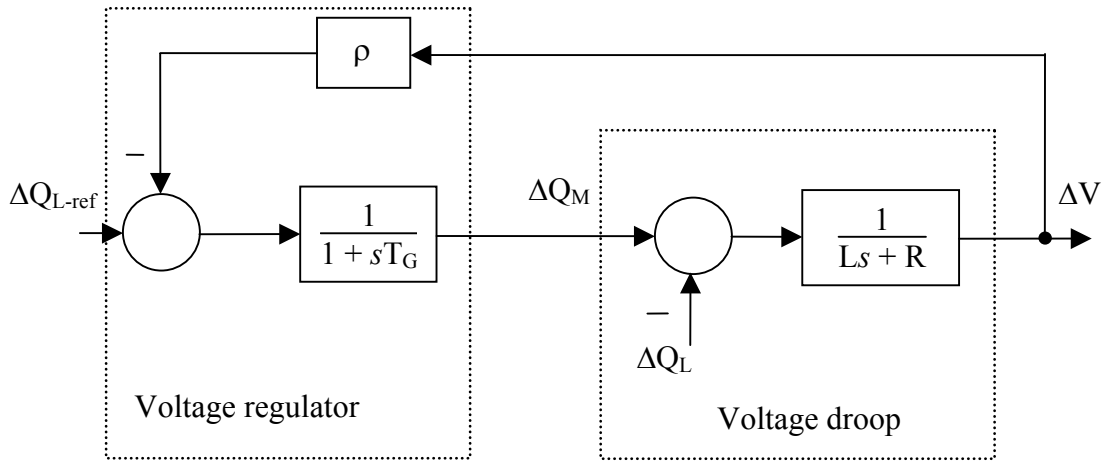 ρ
−
ΔQL-ref
1
1 + sTG
ΔQM
1
Ls + R
ΔV
−
ΔQL
Voltage regulator
Voltage droop